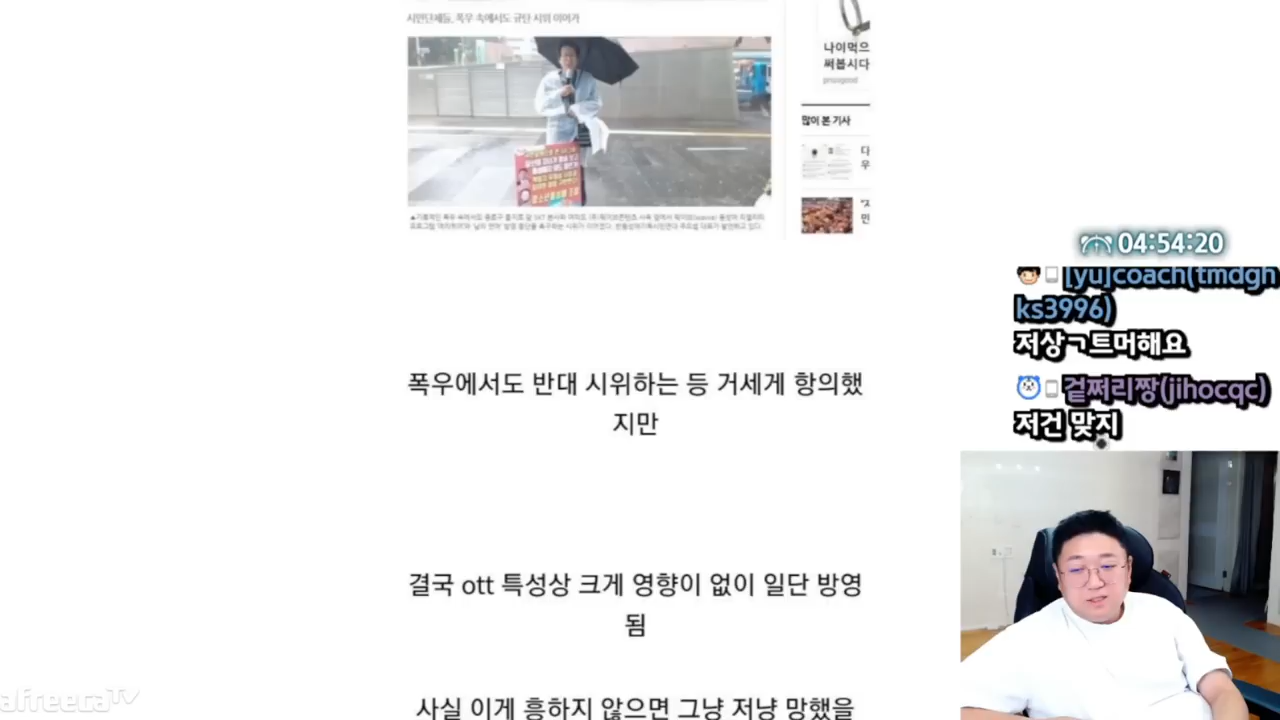 시민단체들, 폭우 속에서도 규탄 시위 이어가
나이먹으
써봅시다
prosgood
많이 본 기사
다
우
"지
민
폭우에서도 반대 시위하는 등 거세게 항의했
지만
결국 ott 특성상 크게 영향이 없이 일단 방영
됨
사실 이게 흥하지 않으면 그냥 저냥 망했을
04:54:20
[yu]coach(tmdgh
ks3996)
저상ㄱ트머해요
겉쩌리짱(jihocqc)
저건 맞지
afreecaTV